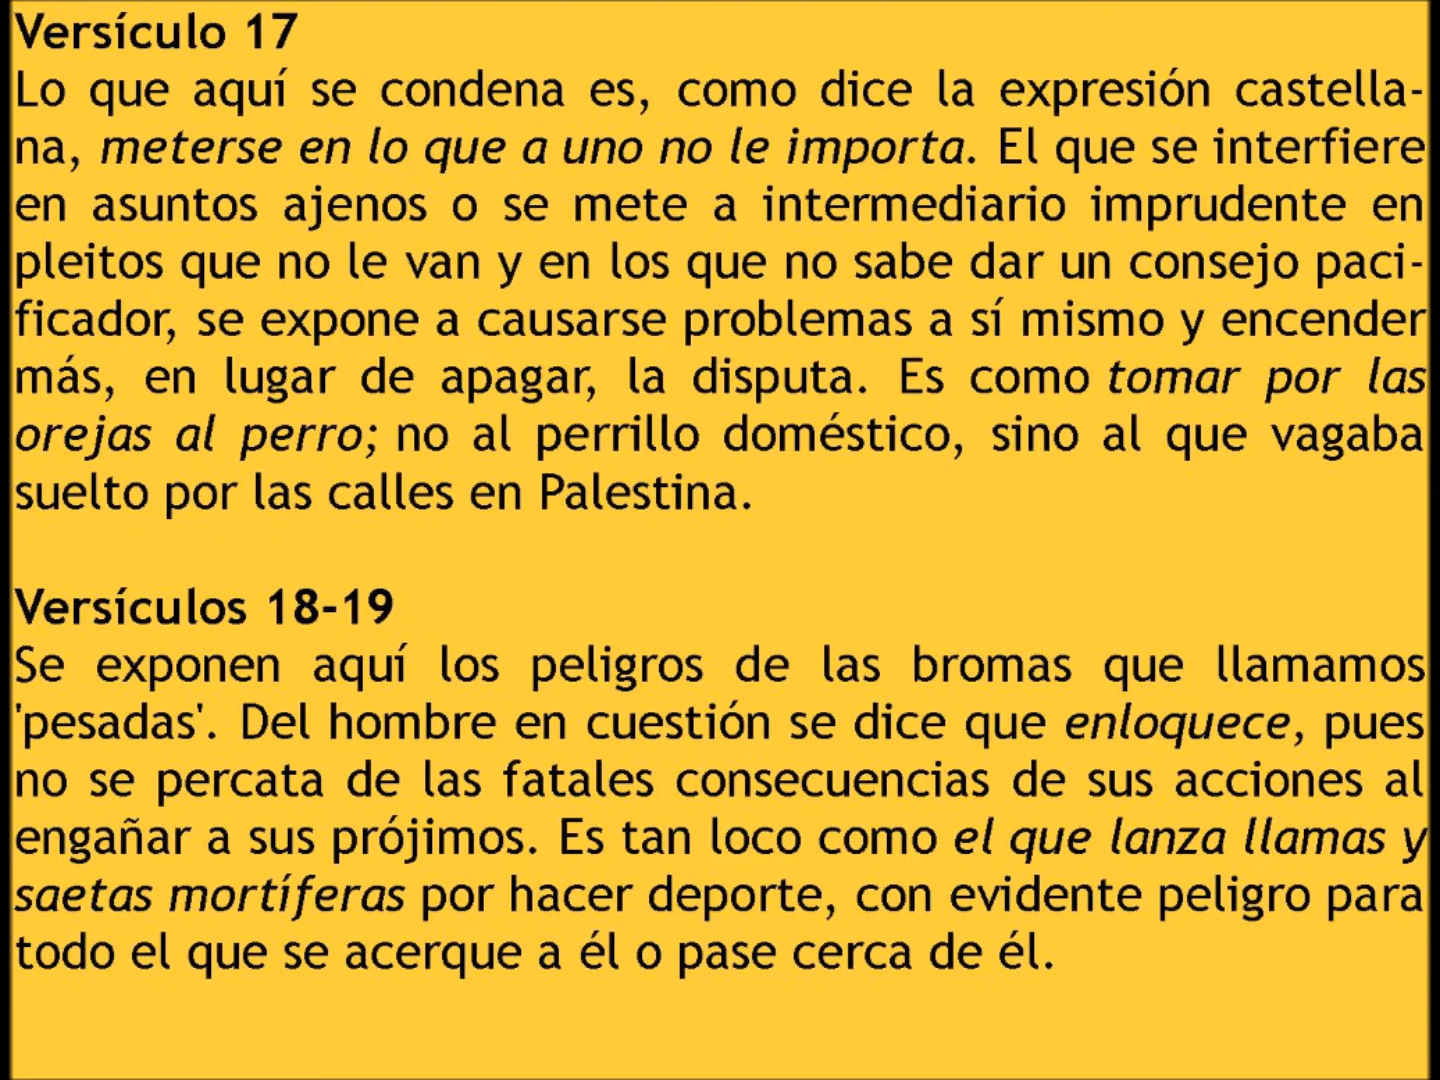 Versículo 17
Lo que aquí se condena es, como dice la expresión castella-
na, meterse en lo que a uno no le importa. El que se interfiere
en asuntos ajenos o se mete a intermediario imprudente en
pleitos que no le van y en los que no sabe dar un consejo paci-
ficador, se expone a causarse problemas a sí mismo y encender
más, en lugar de apagar, la disputa. Es como tomar por las
orejas al perro; no al perrillo doméstico, sino al que vagaba
suelto por las calles en Palestina.
Versículos 18-19
Se exponen aquí los peligros de las bromas que llamamos
'pesadas'. Del hombre en cuestión se dice que enloquece, pues
no se percata de las fatales consecuencias de sus acciones al
engañar a sus prójimos. Es tan loco como el que lanza llamas y
saetas mortíferas por hacer deporte, con evidente peligro para
todo el que se acerque a él o pase cerca de él.